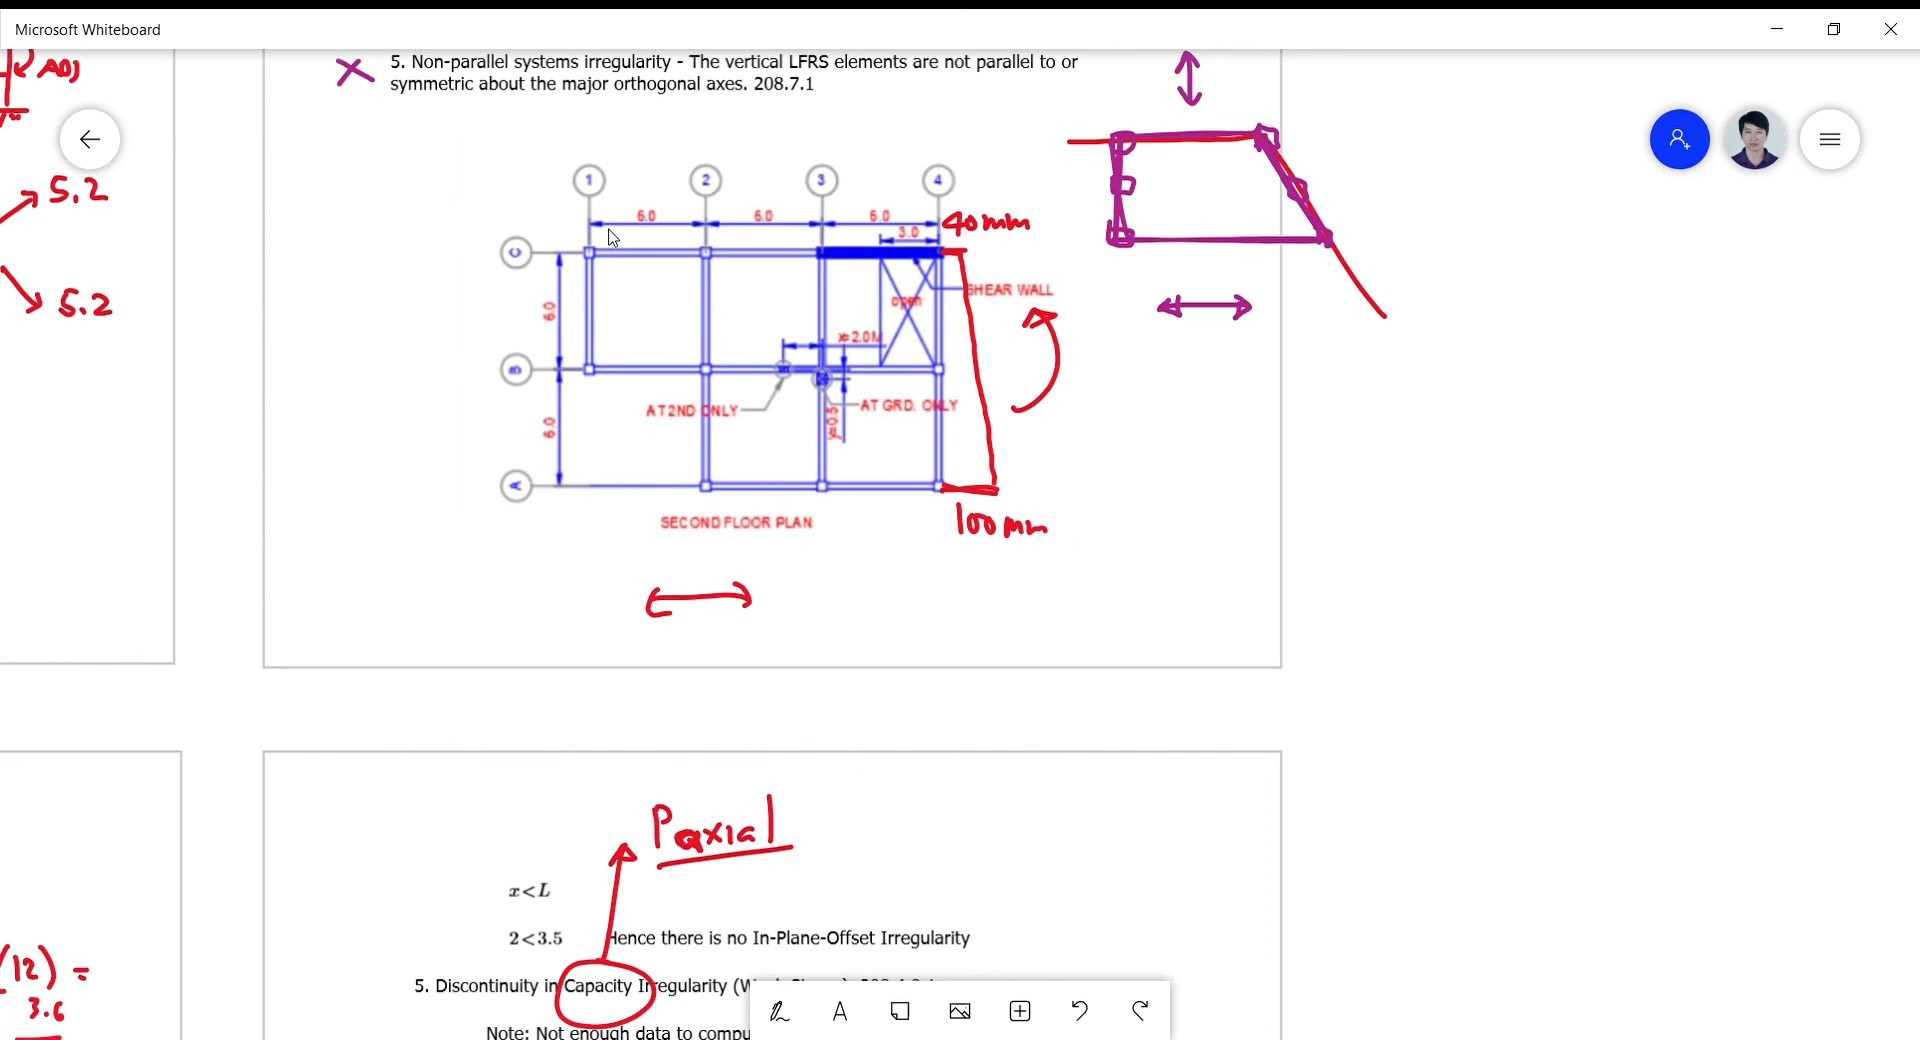 Microsoft Whiteboard
ADJ
5.2
5.2
5. Non-parallel systems irregularity - The vertical LFRS elements are not parallel to or
symmetric about the major orthogonal axes. 208.7.1
1 2 3 4
6.0 6.0 6.0
40mm
3.0
C
SHEAR WALL
open
6.0
x=2.0M
B
AT 2ND ONLY
AT GRD. ONLY
y=0.5
6.0
A
SECOND FLOOR PLAN
100mm
Paxial
x<L
2<3.5 Hence there is no In-Plane-Offset Irregularity
(12) =
3.6
5. Discontinuity in Capacity Irregularity (W
Note: Not enough data to compu
A